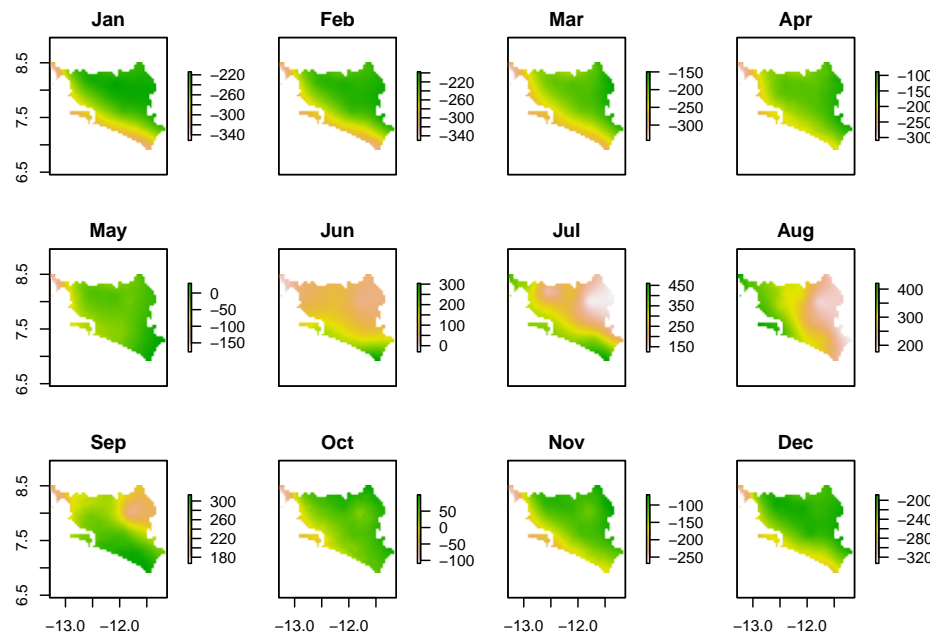 Jan Feb Mar Apr
8.5 7.5 6.5
−220 −260 −300 −340
−220 −260 −300 −340
−150 −200 −250 −300
−100 −150 −200 −250 −300
May Jun Jul Aug
8.5 7.5 6.5
0 −50 −100 −150
300 200 100 0
450 350 250 150
400 300 200
Sep Oct Nov Dec
8.5 7.5 6.5
300 260 220 180
50 0 −50 −100
−100 −150 −200 −250
−200 −240 −280 −320
−13.0 −12.0 −13.0 −12.0 −13.0 −12.0 −13.0 −12.0